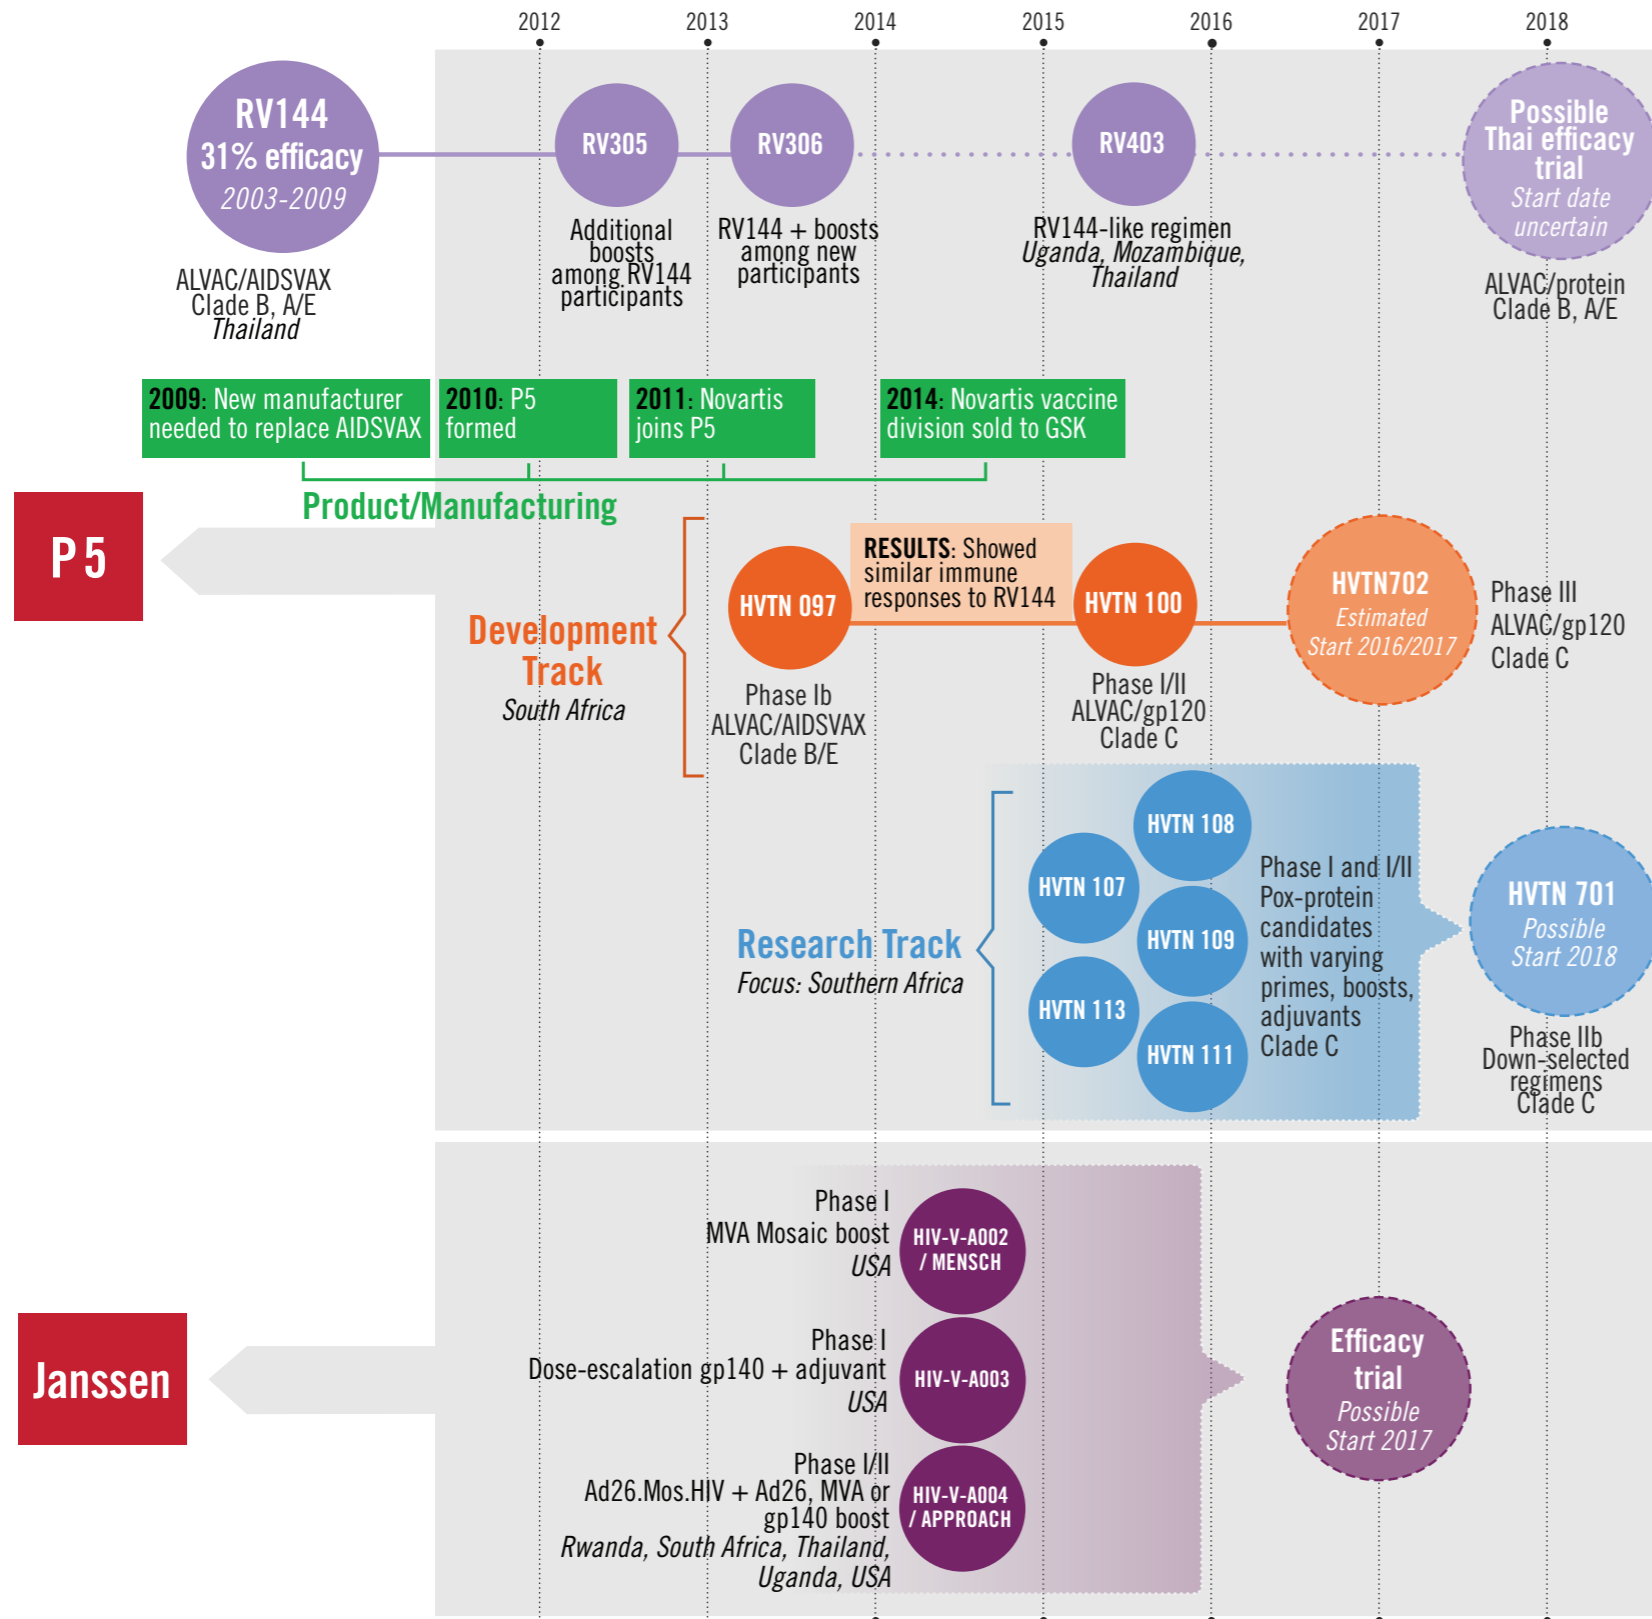 2012 2013 2014 2015 2016 2017 2018
RV144
31% efficacy
2003-2009
ALVAC/AIDSVAX
Clade B, A/E
Thailand
RV305
Additional
boosts
among RV144
participants
RV306
RV144 + boosts
among new
participants
RV403
RV144-like regimen
Uganda, Mozambique,
Thailand
Possible
Thai efficacy
trial
Start date
uncertain
ALVAC/protein
Clade B, A/E
2009: New manufacturer
needed to replace AIDSVAX
2010: P5
formed
2011: Novartis
joins P5
2014: Novartis vaccine
division sold to GSK
Product/Manufacturing
P5
Development
Track
South Africa
HVTN 097
Phase Ib
ALVAC/AIDSVAX
Clade B/E
RESULTS: Showed
similar immune
responses to RV144
HVTN 100
Phase I/II
ALVAC/gp120
Clade C
HVTN702
Estimated
Start 2016/2017
Phase III
ALVAC/gp120
Clade C
Research Track
Focus: Southern Africa
HVTN 108
HVTN 107
HVTN 109
HVTN 113
HVTN 111
Phase I and I/II
Pox-protein
candidates
with varying
primes, boosts,
adjuvants
Clade C
HVTN 701
Possible
Start 2018
Phase IIb
Down-selected
regimens
Clade C
Janssen
Phase I
MVA Mosaic boost
USA
HIV-V-A002
/ MENSCH
Phase I
Dose-escalation gp140 + adjuvant
USA
HIV-V-A003
Phase I/II
Ad26.Mos.HIV + Ad26, MVA or
gp140 boost
Rwanda, South Africa, Thailand,
Uganda, USA
HIV-V-A004
/ APPROACH
Efficacy
trial
Possible
Start 2017